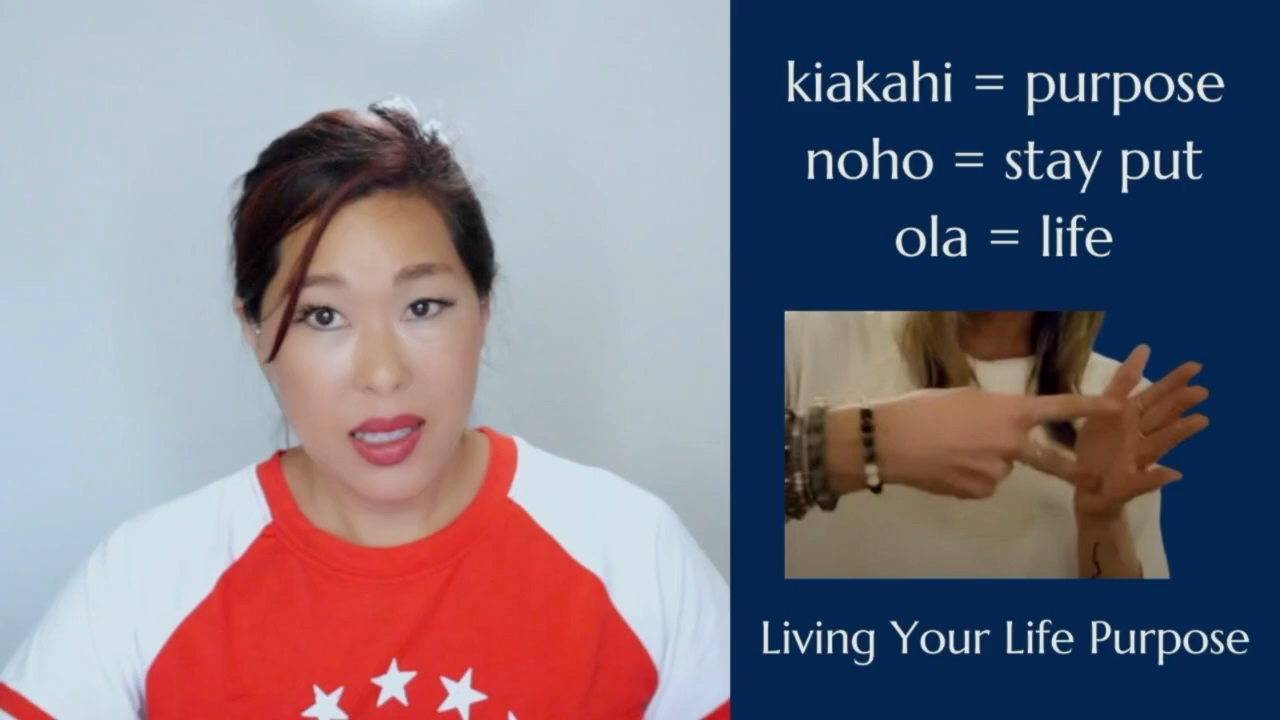 kiakahi = purpose
noho = stay put
ola = life
Living Your Life Purpose